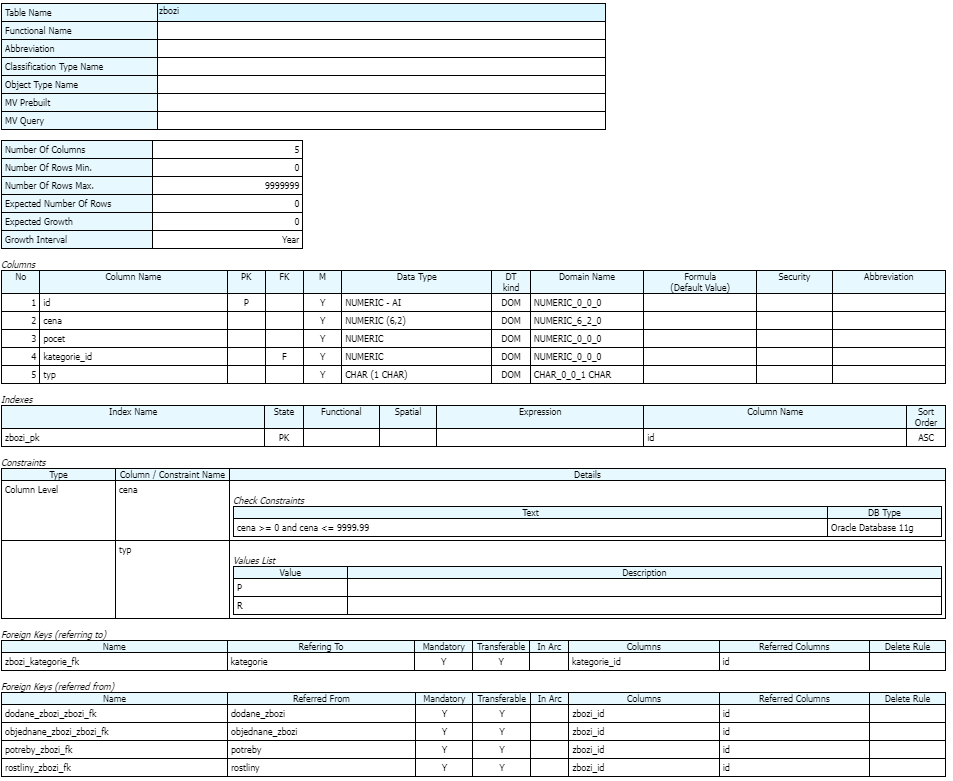 Table Name zbozi
Functional Name
Abbreviation
Classification Type Name
Object Type Name
MV Prebuilt
MV Query
Number Of Columns 5
Number Of Rows Min. 0
Number Of Rows Max. 9999999
Expected Number Of Rows 0
Expected Growth 0
Growth Interval Year
Columns
No Column Name PK FK M Data Type DT kind Domain Name Formula (Default Value) Security Abbreviation
1 id P Y NUMERIC - AI DOM NUMERIC_0_0_0
2 cena Y NUMERIC (6,2) DOM NUMERIC_6_2_0
3 pocet Y NUMERIC DOM NUMERIC_0_0_0
4 kategorie_id F Y NUMERIC DOM NUMERIC_0_0_0
5 typ Y CHAR (1 CHAR) DOM CHAR_0_0_1 CHAR
Indexes
Index Name State Functional Spatial Expression Column Name Sort Order
zbozi_pk PK id ASC
Constraints
Type Column / Constraint Name Details
Column Level cena
Check Constraints
Text DB Type
cena >= 0 and cena <= 9999.99 Oracle Database 11g
typ
Values List
Value Description
P
R
Foreign Keys (referring to)
Name Refering To Mandatory Transferable In Arc Columns Referred Columns Delete Rule
zbozi_kategorie_fk kategorie Y Y kategorie_id id
Foreign Keys (referred from)
Name Referred From Mandatory Transferable In Arc Columns Referred Columns Delete Rule
dodane_zbozi_zbozi_fk dodane_zbozi Y Y zbozi_id id
objednane_zbozi_zbozi_fk objednane_zbozi Y Y zbozi_id id
potreby_zbozi_fk potreby Y Y zbozi_id id
rostliny_zbozi_fk rostliny Y Y zbozi_id id